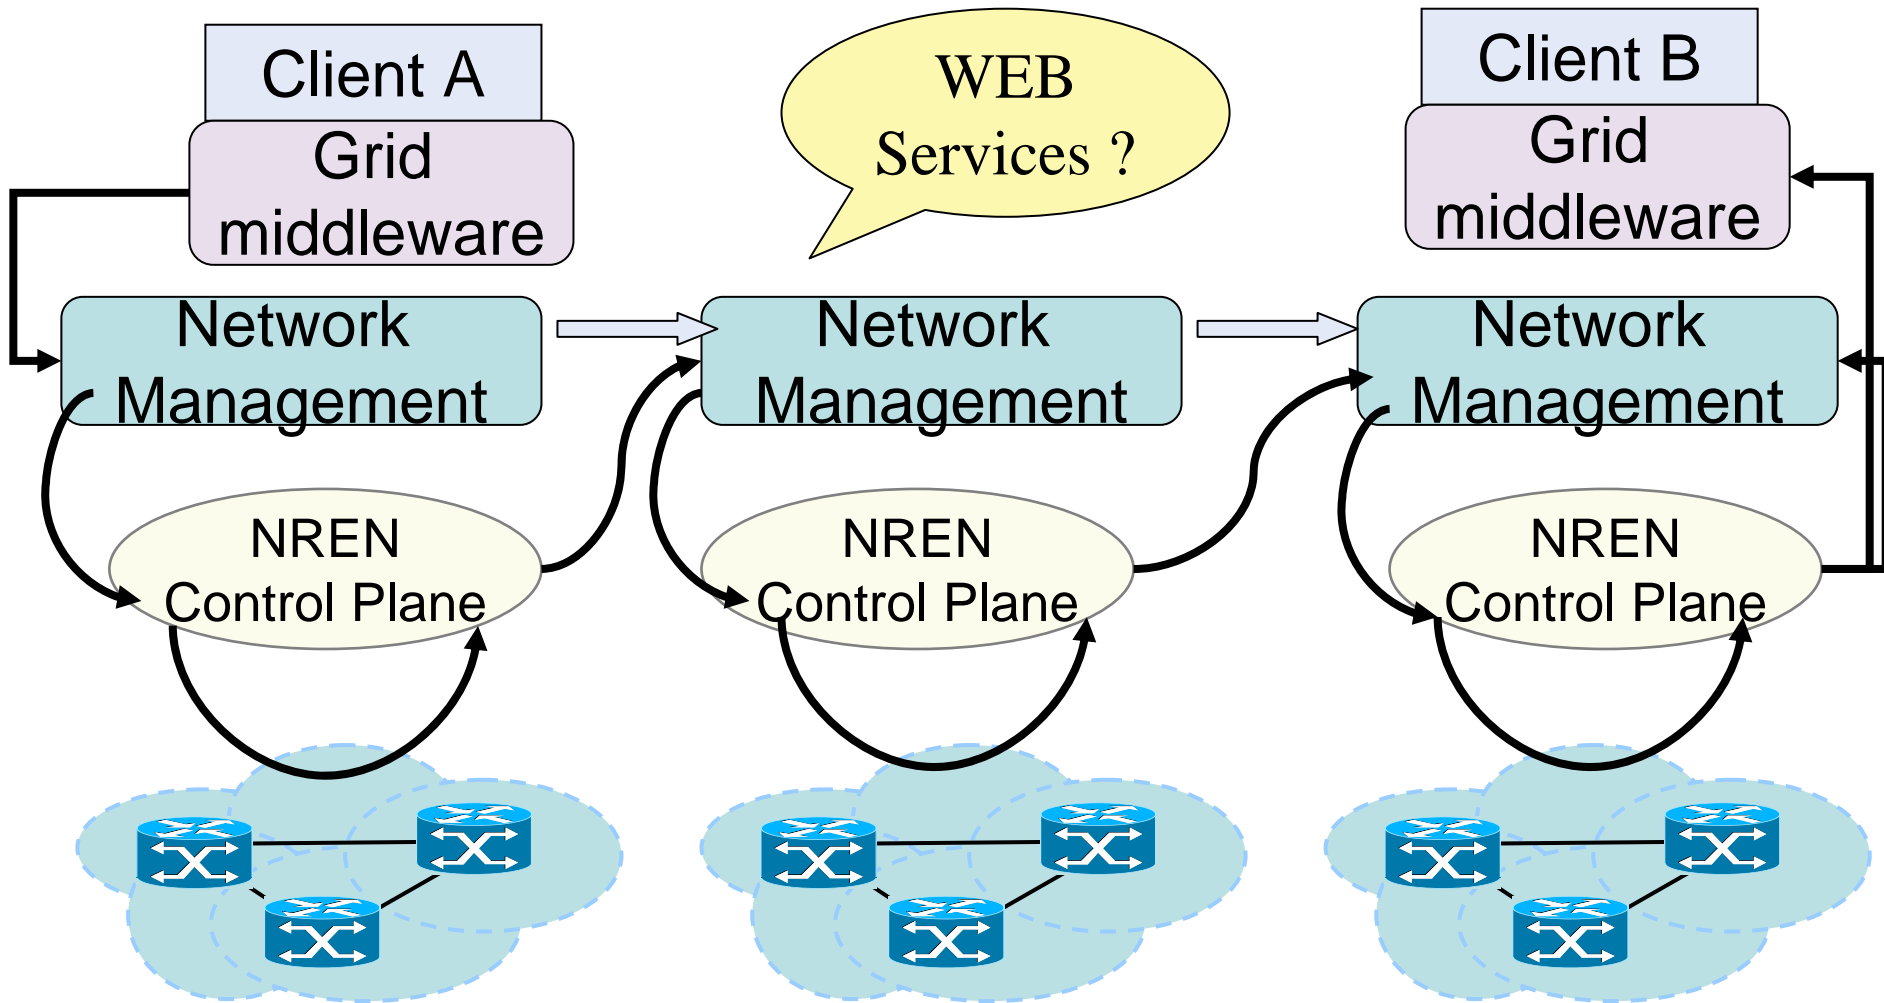 Client A
Grid
middleware
WEB
Services ?
Client B
Grid
middleware
Network
Management
Network
Management
Network
Management
NREN
Control Plane
NREN
Control Plane
NREN
Control Plane